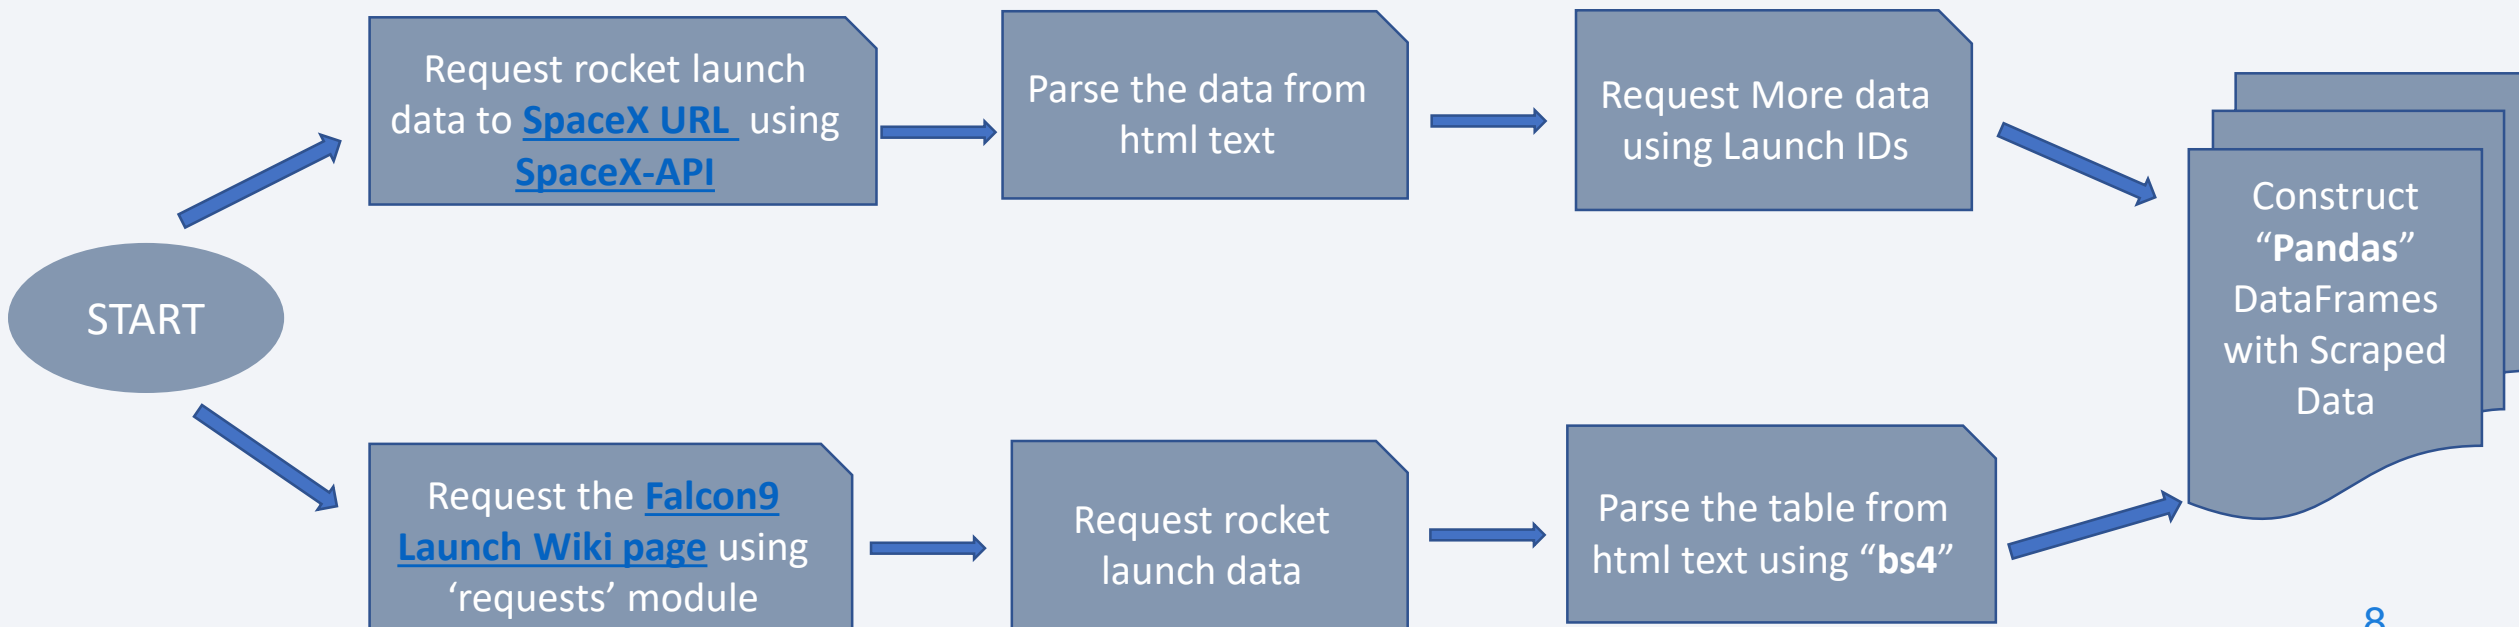 Request rocket launch
data to SpaceX URL using
SpaceX-API
Parse the data from
html text
Request More data
using Launch IDs
Construct
“Pandas”
DataFrames
with Scraped
Data
START
Request the Falcon9
Launch Wiki page using
‘requests’ module
Request rocket
launch data
Parse the table from
html text using “bs4”
8